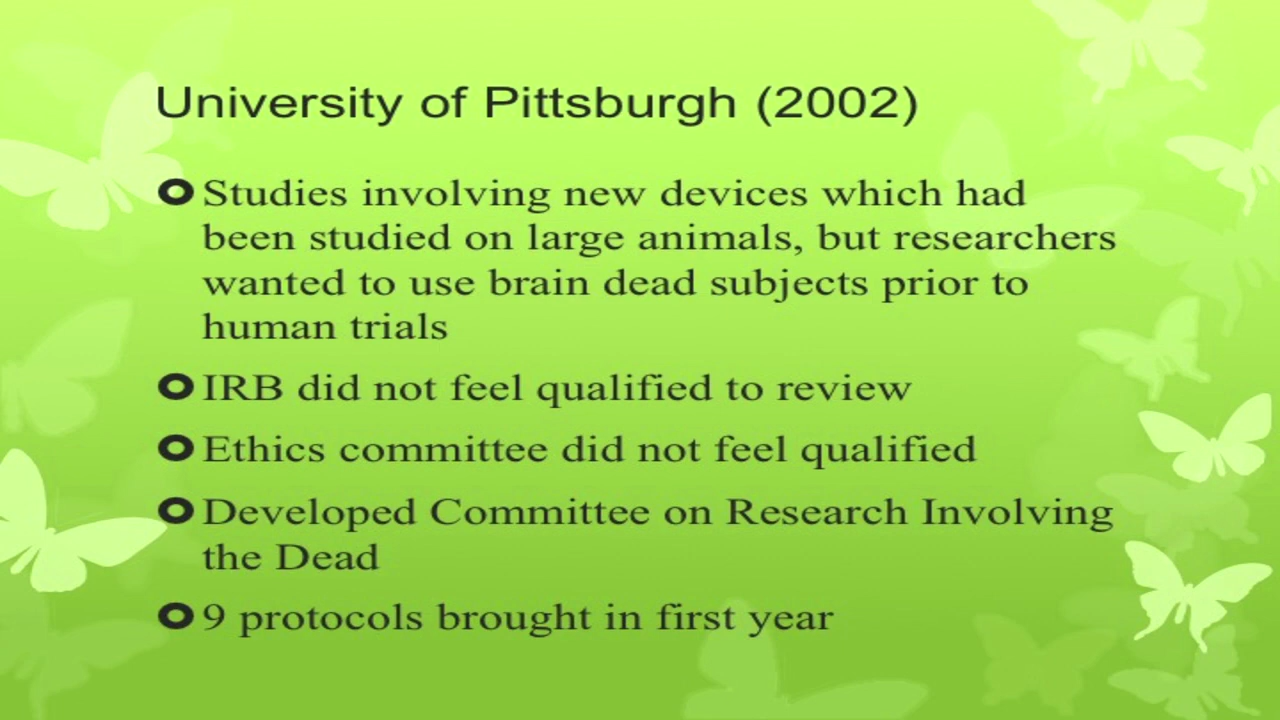 University of Pittsburgh (2002)
Studies involving new devices which had
been studied on large animals, but researchers
wanted to use brain dead subjects prior to
human trials
IRB did not feel qualified to review
Ethics committee did not feel qualified
Developed Committee on Research Involving
the Dead
9 protocols brought in first year